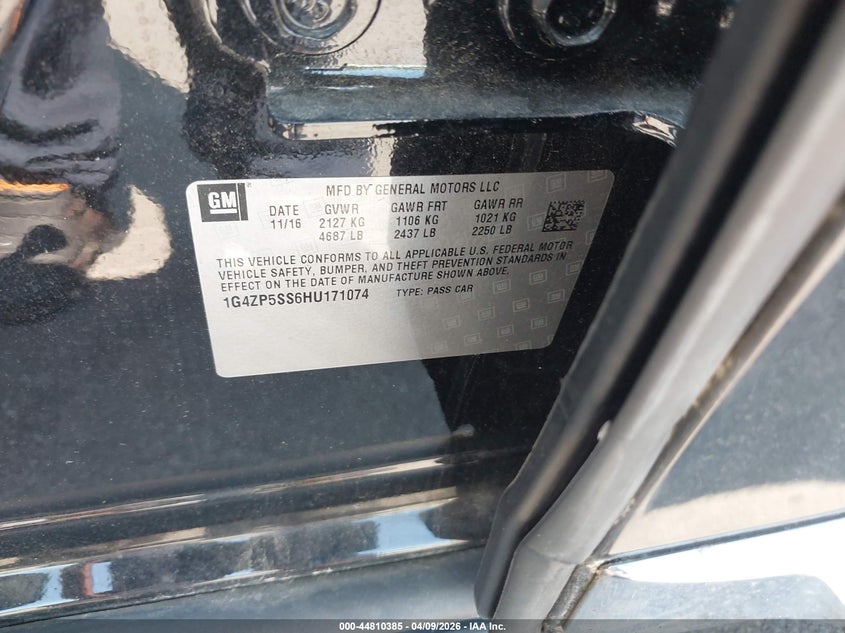 GM
MFD BY GENERAL MOTORS LLC
DATE GVWR GAWR FRT GAWR RR
11/16 2127 KG 1106 KG 1021 KG
4687 LB 2437 LB 2250 LB
THIS VEHICLE CONFORMS TO ALL APPLICABLE U.S. FEDERAL MOTOR
VEHICLE SAFETY, BUMPER, AND THEFT PREVENTION STANDARDS IN
EFFECT ON THE DATE OF MANUFACTURE SHOWN ABOVE.
1G4ZP5SS6HU171074 TYPE: PASS CAR
000-44810385 | 04/09/2026 | IAA Inc.